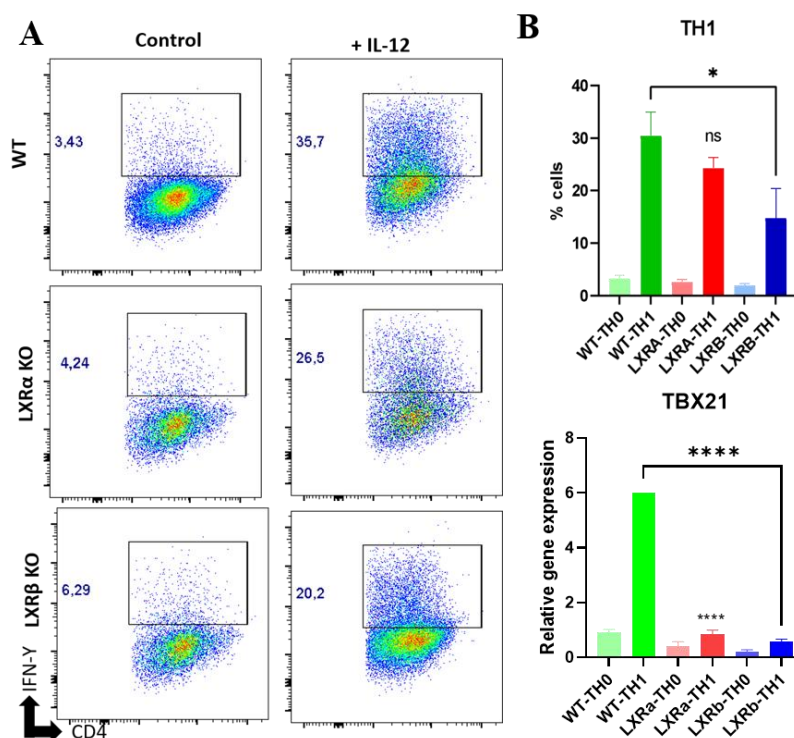 A
Control
+ IL-12
WT
3,43
35,7
LXRα KO
4,24
26,5
LXRβ KO
6,29
20,2
IFN-Y
CD4
B
TH1
% cells
40
30
20
10
0
*
ns
WT-TH0
WT-TH1
LXRA-TH0
LXRA-TH1
LXRB-TH0
LXRB-TH1
TBX21
Relative gene expression
8
6
4
2
0
****
****
WT-TH0
WT-TH1
LXRa-TH0
LXRa-TH1
LXRb-TH0
LXRb-TH1